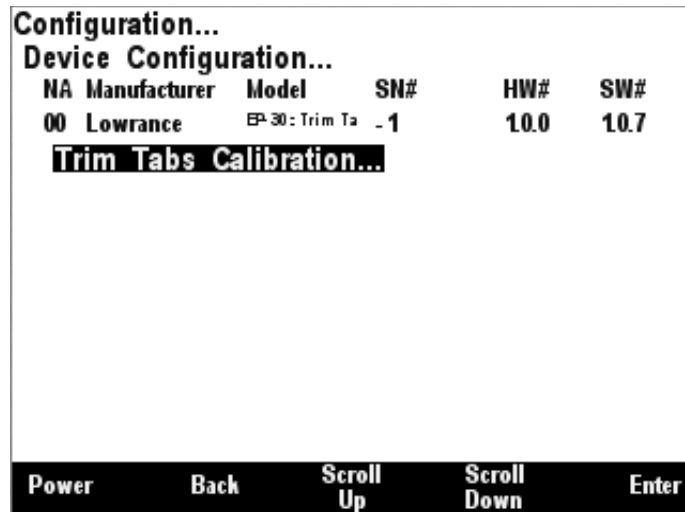 Configuration...
Device Configuration...
NA Manufacturer Model SN# HW# SW#
00 Lowrance EP-30: Trim Ta -1 1.0.0 1.0.7
Trim Tabs Calibration...
Power Back Scroll Up Scroll Down Enter